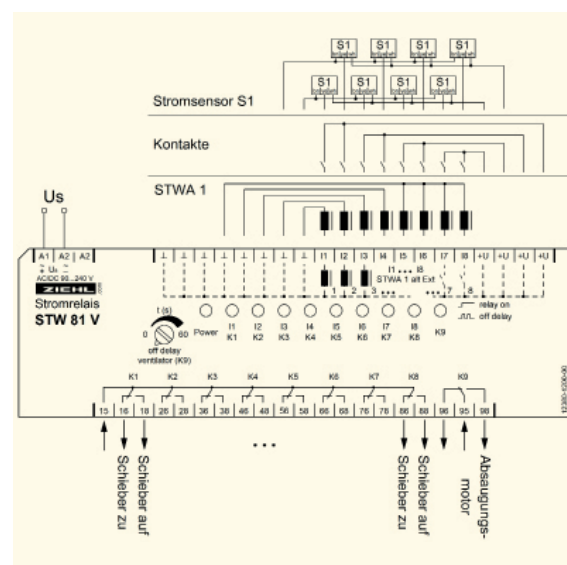 S1 S1 S1 S1
S1 S1 S1 S1
Stromsensor S1
Kontakte
STWA 1
Us
A1 A2 A2 ⊥ ⊥ ⊥ ⊥ ⊥ ⊥ ⊥ ⊥ I1 I2 I3 I4 I5 I6 I7 I8 +U +U +U +U
+ Us -
AC/DC 90...240 V
ZIEHL
Stromrelais
STW 81 V
I1 ••• I8
STWA 1 alt Ext.
1 2 3 ... ... 7 8
relay on
off delay
t (s)
0 60
off delay
ventilator (K9)
Power I1 I2 I3 I4 I5 I6 I7 I8 K9
K1 K2 K3 K4 K5 K6 K7 K8
K1 K2 K3 K4 K5 K6 K7 K8 K9
15 16 18 26 28 36 38 46 48 56 58 66 68 76 78 86 88 96 95 98
...
Schieber zu
Schieber auf
Schieber zu
Schieber auf
Absaugungs-
motor